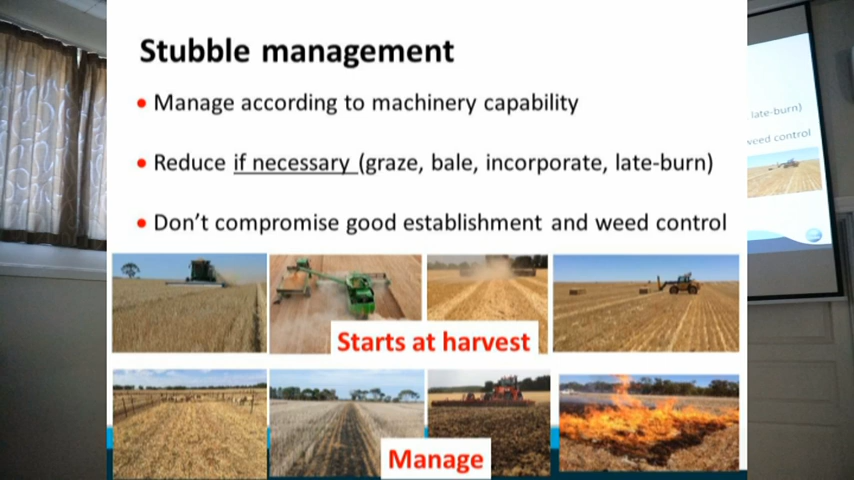 Stubble management
• Manage according to machinery capability
• Reduce if necessary (graze, bale, incorporate, late-burn)
• Don't compromise good establishment and weed control
late-burn)
weed control
Starts at harvest
Manage